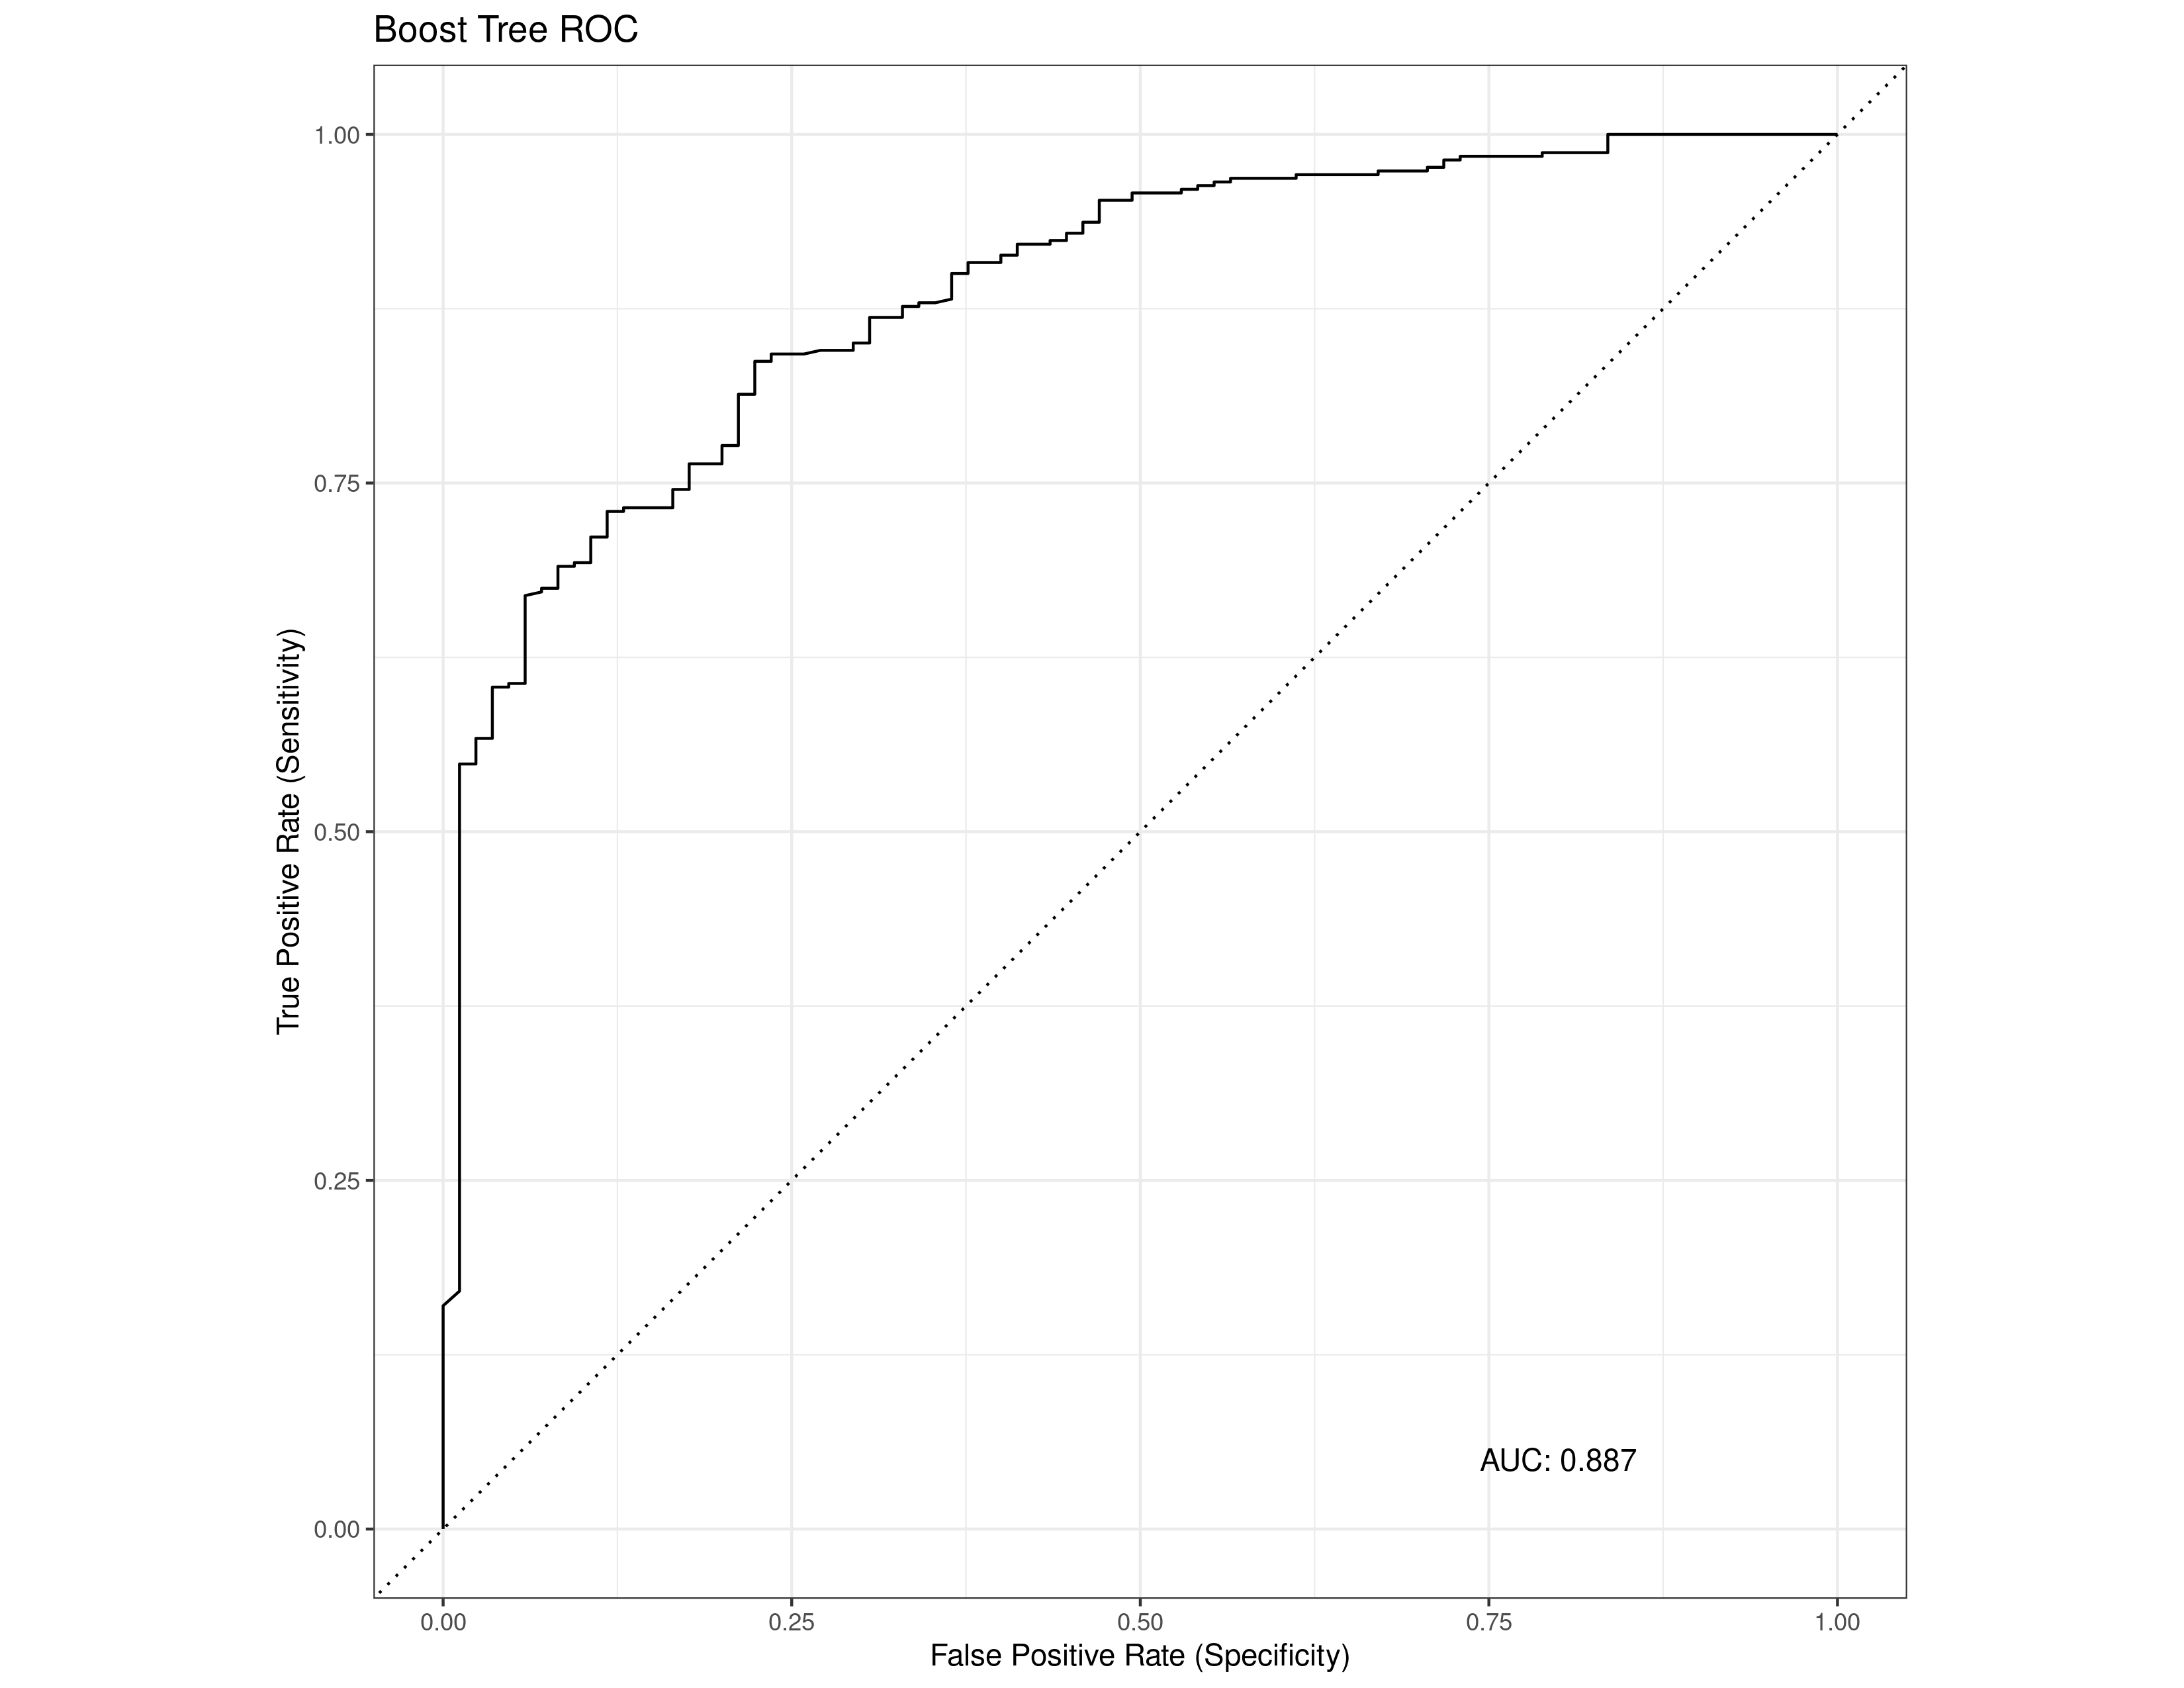 Boost Tree ROC
1.00
0.75
0.50
0.25
0.00
True Positive Rate (Sensitivity)
AUC: 0.887
0.00 0.25 0.50 0.75 1.00
False Positive Rate (Specificity)